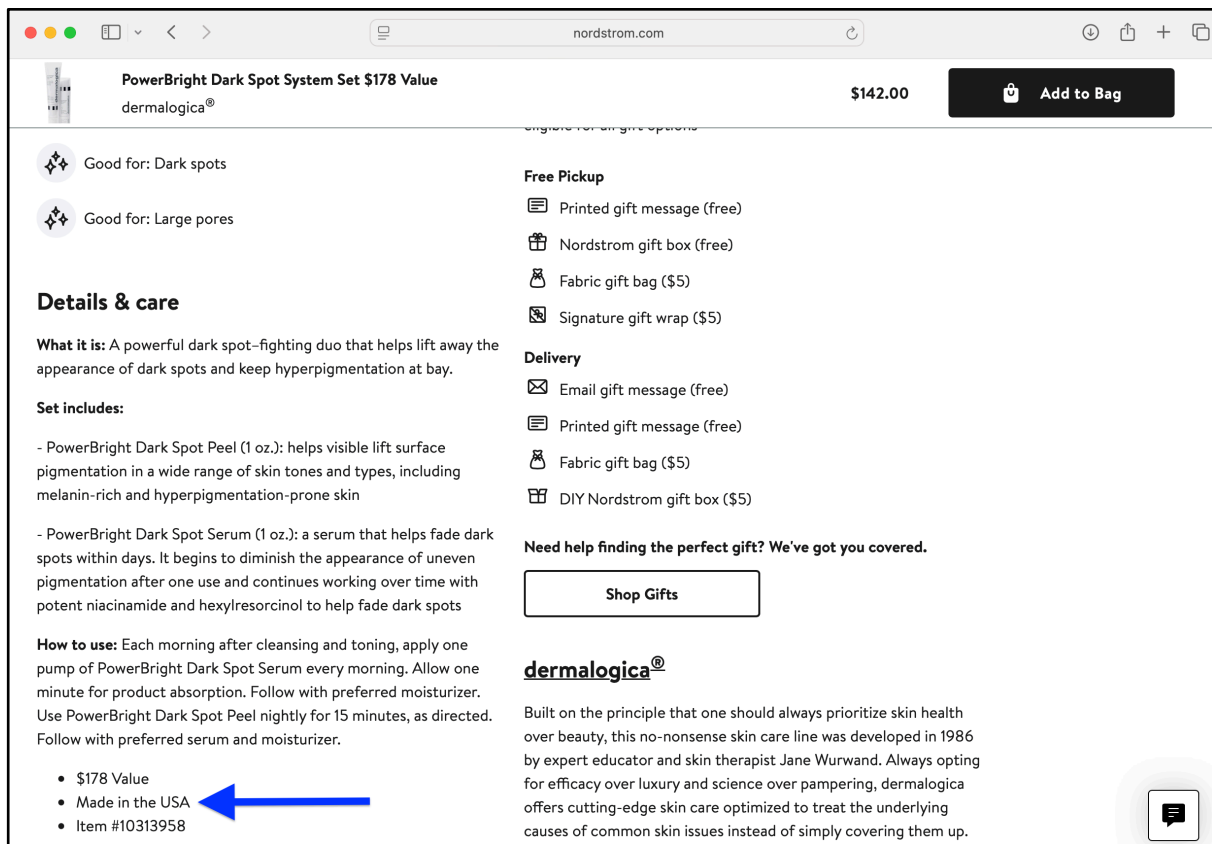 nordstrom.com
PowerBright Dark Spot System Set $178 Value
dermalogica®
$142.00
Add to Bag
Good for: Dark spots
Good for: Large pores
Details & care
What it is: A powerful dark spot–fighting duo that helps lift away the
appearance of dark spots and keep hyperpigmentation at bay.
Set includes:
- PowerBright Dark Spot Peel (1 oz.): helps visible lift surface
pigmentation in a wide range of skin tones and types, including
melanin-rich and hyperpigmentation-prone skin
- PowerBright Dark Spot Serum (1 oz.): a serum that helps fade dark
spots within days. It begins to diminish the appearance of uneven
pigmentation after one use and continues working over time with
potent niacinamide and hexylresorcinol to help fade dark spots
How to use: Each morning after cleansing and toning, apply one
pump of PowerBright Dark Spot Serum every morning. Allow one
minute for product absorption. Follow with preferred moisturizer.
Use PowerBright Dark Spot Peel nightly for 15 minutes, as directed.
Follow with preferred serum and moisturizer.
• $178 Value
• Made in the USA
• Item #10313958
eligible for all gift options
Free Pickup
Printed gift message (free)
Nordstrom gift box (free)
Fabric gift bag ($5)
Signature gift wrap ($5)
Delivery
Email gift message (free)
Printed gift message (free)
Fabric gift bag ($5)
DIY Nordstrom gift box ($5)
Need help finding the perfect gift? We've got you covered.
Shop Gifts
dermalogica®
Built on the principle that one should always prioritize skin health
over beauty, this no-nonsense skin care line was developed in 1986
by expert educator and skin therapist Jane Wurwand. Always opting
for efficacy over luxury and science over pampering, dermalogica
offers cutting-edge skin care optimized to treat the underlying
causes of common skin issues instead of simply covering them up.